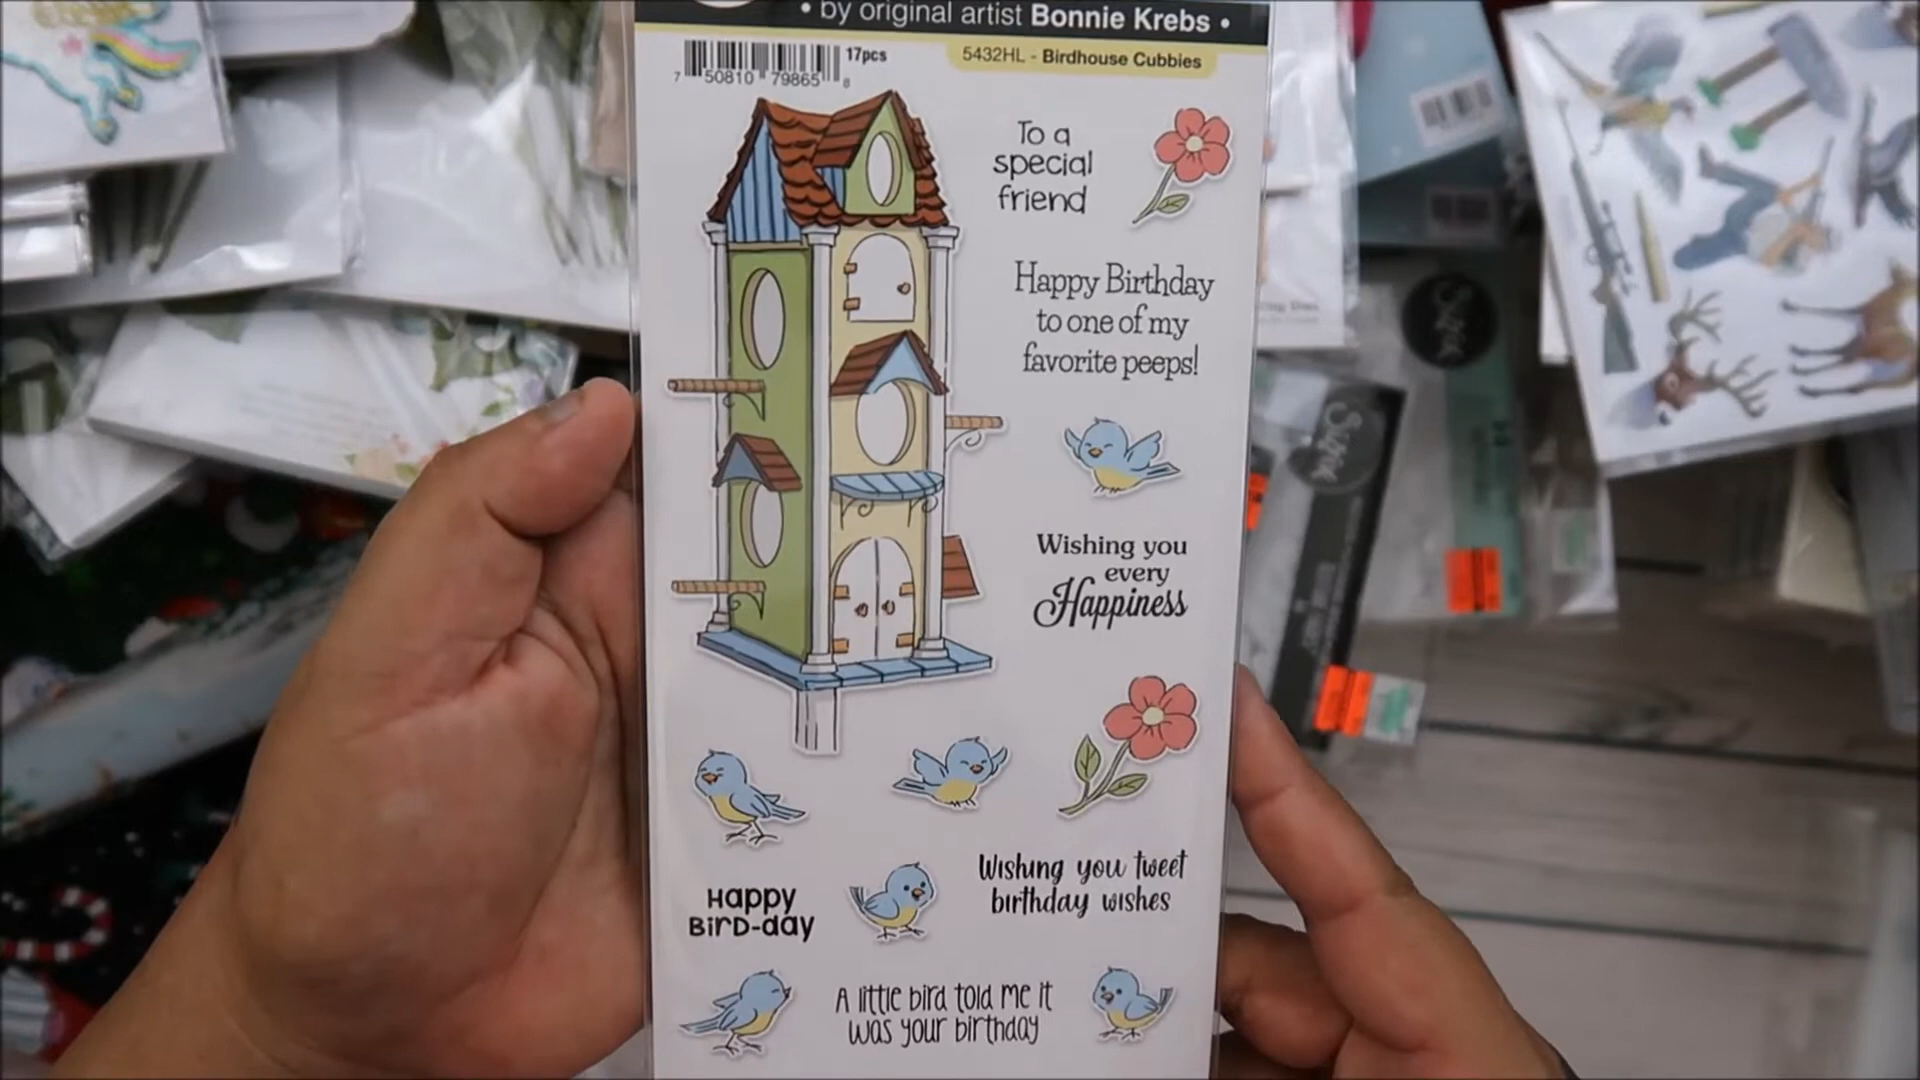 • by original artist Bonnie Krebs •
17pcs
5432HL - Birdhouse Cubbies
7 50810 79865 8
To a
special
friend
Happy Birthday
to one of my
favorite peeps!
Wishing you
every
Happiness
Wishing you tweet
birthday wishes
Happy
Bird-day
A little bird told me it
was your birthday
Sizzix
Sizzix